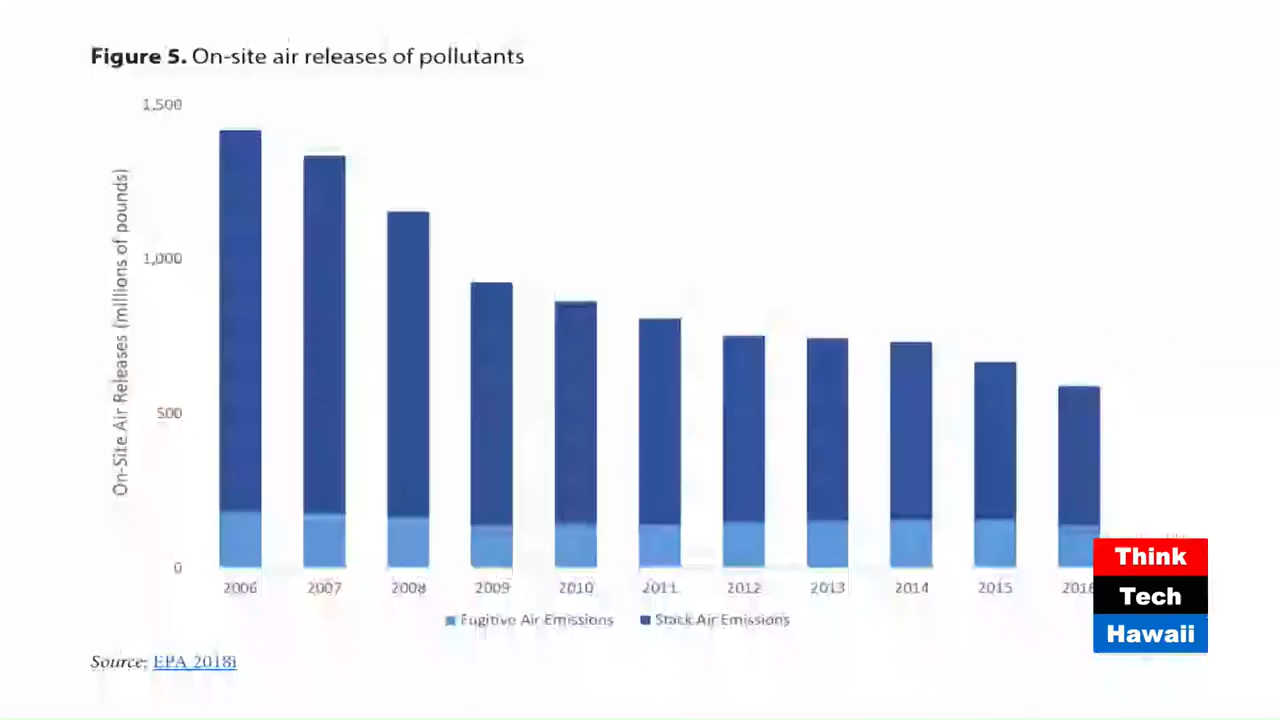 Figure 5. On-site air releases of pollutants
1,500
1,000
500
0
On-Site Air Releases (millions of pounds)
2006 2007 2008 2009 2010 2011 2012 2013 2014 2015 2016
Fugitive Air Emissions Stack Air Emissions
Source: EPA 2018i
Think
Tech
Hawaii